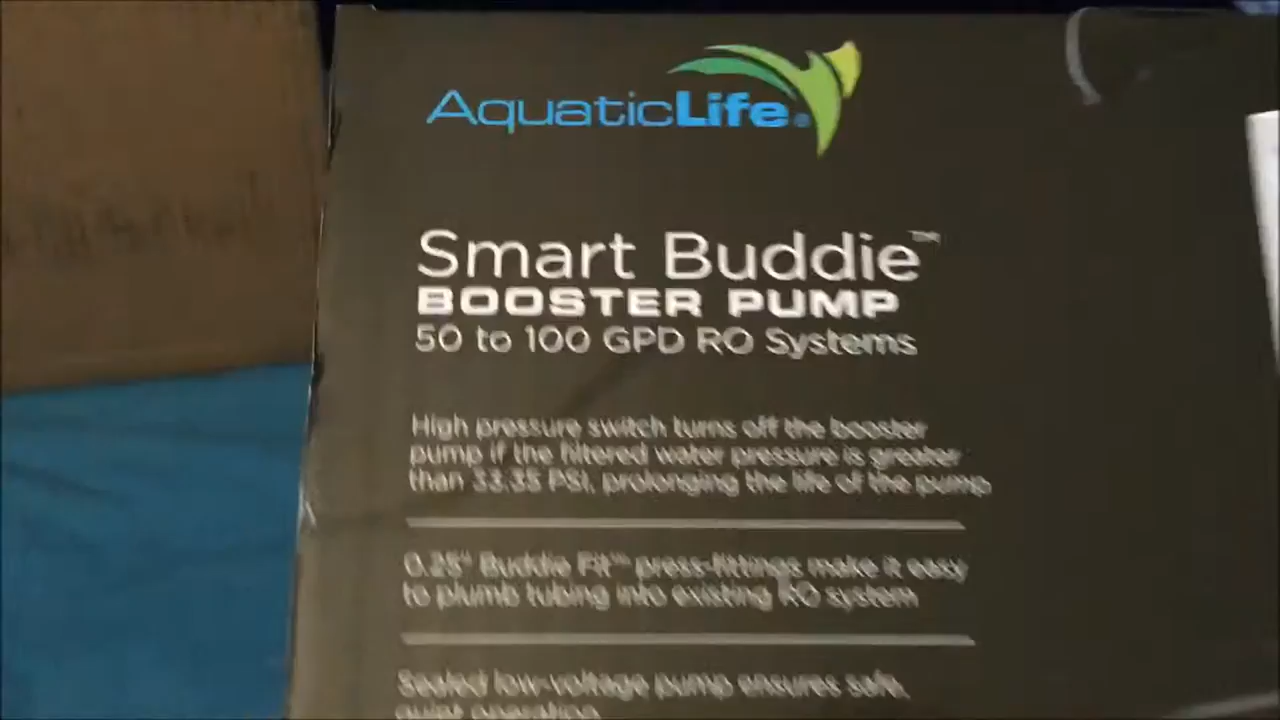 AquaticLife®
Smart Buddie™
BOOSTER PUMP
50 to 100 GPD RO Systems
High pressure switch turns off the booster
pump if the filtered water pressure is greater
than 33.35 PSI, prolonging the life of the pump
0.25" Buddie Fit™ press-fittings make it easy
to plumb tubing into existing RO system
Sealed low-voltage pump ensures safe,
quiet operation